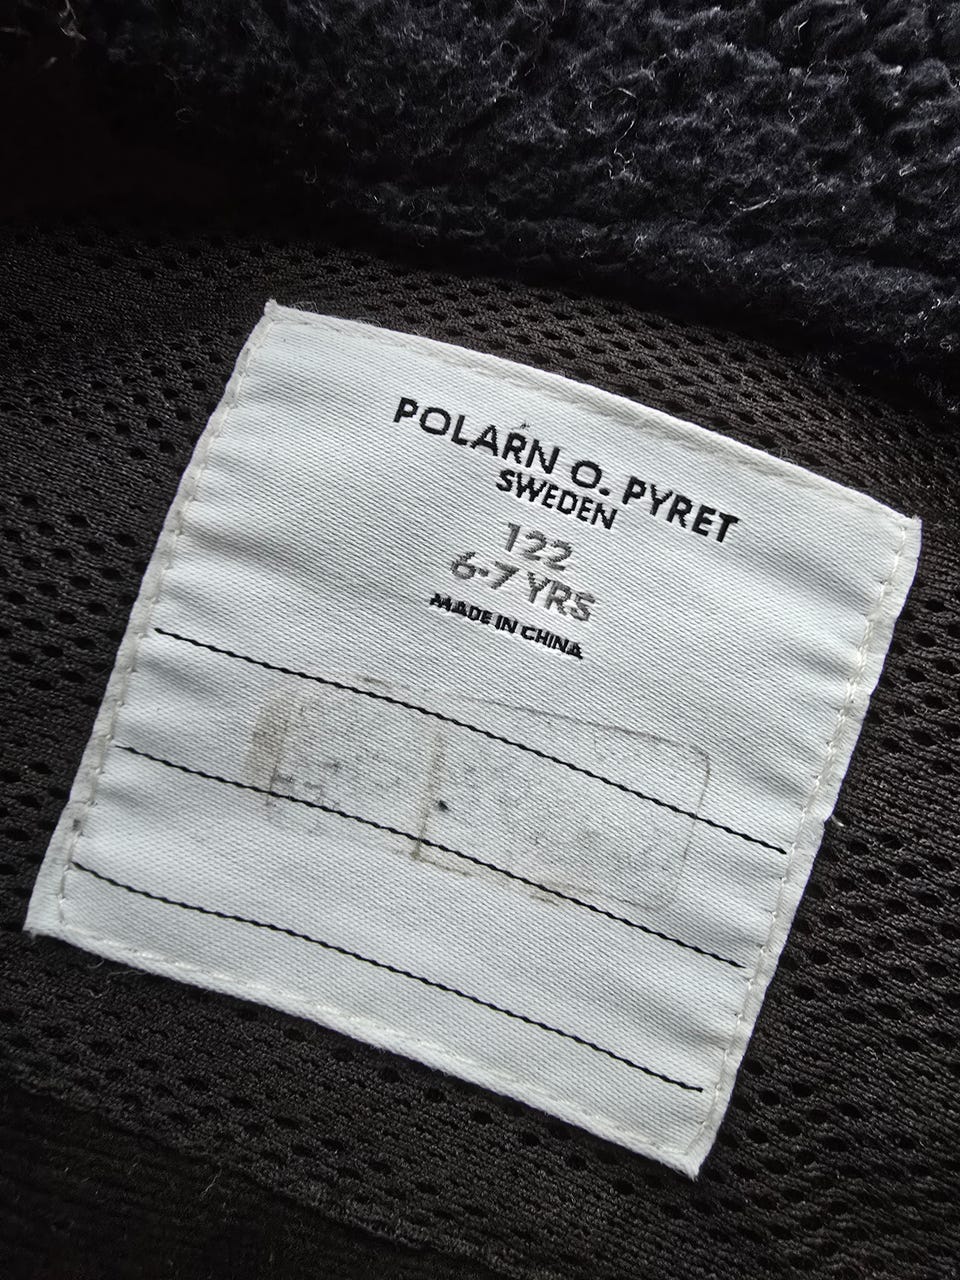 POLARN O. PYRET
SWEDEN
122
6-7 YRS
MADE IN CHINA